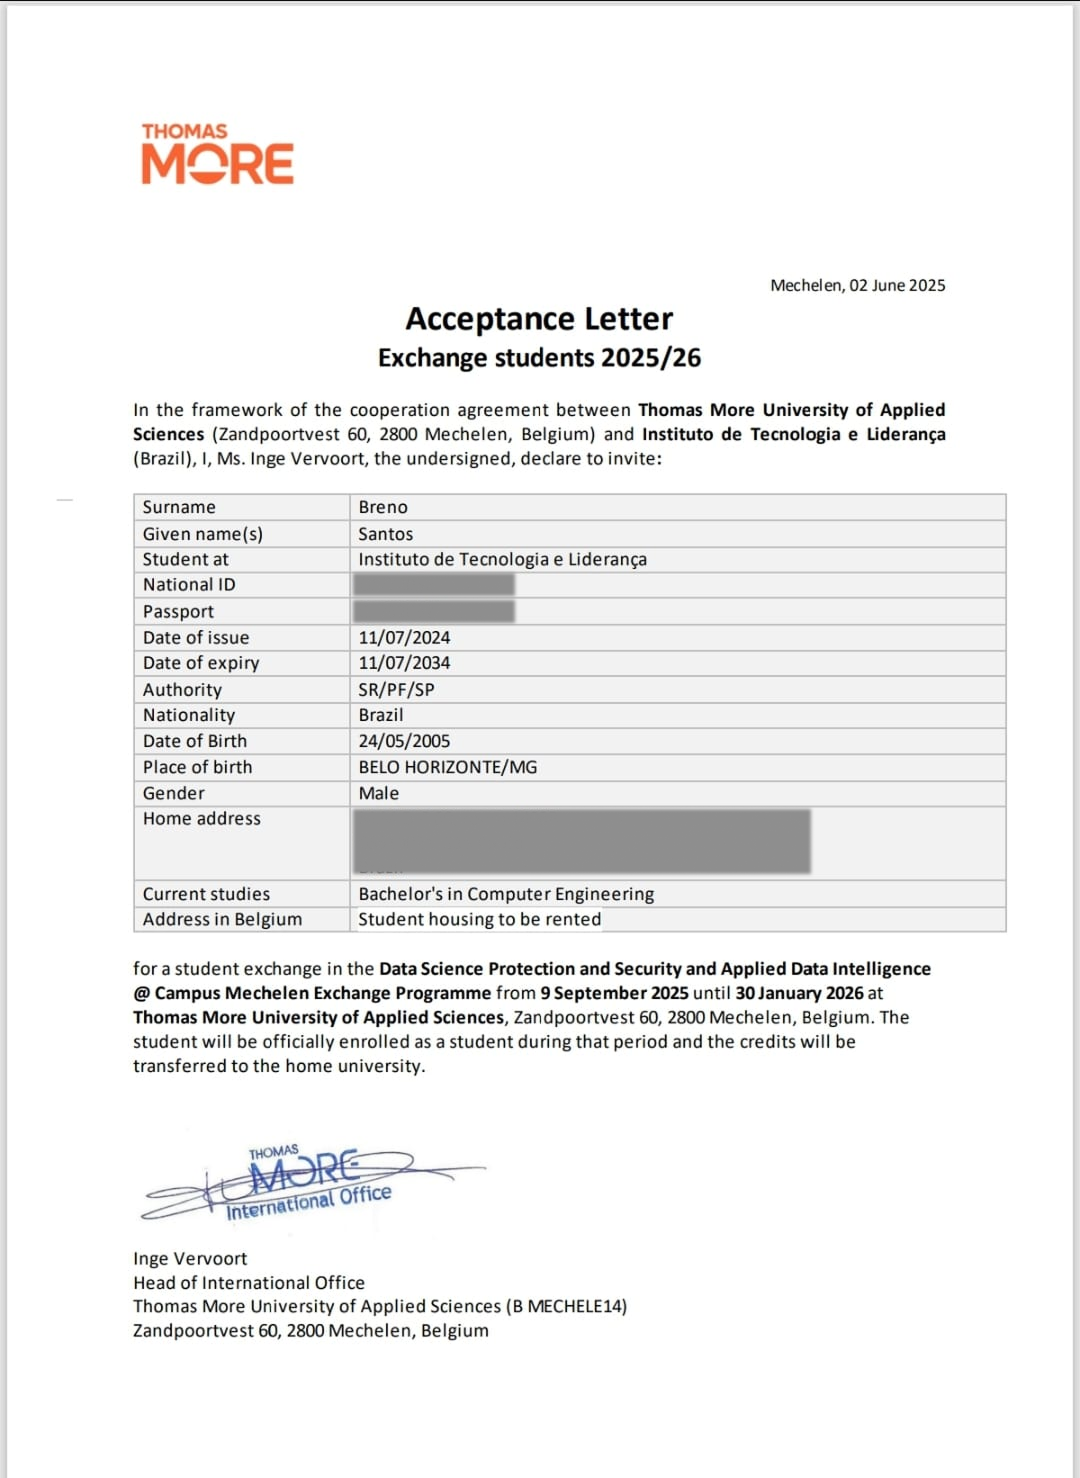 THOMAS
MORE
Mechelen, 02 June 2025
Acceptance Letter
Exchange students 2025/26
In the framework of the cooperation agreement between Thomas More University of Applied
Sciences (Zandpoortvest 60, 2800 Mechelen, Belgium) and Instituto de Tecnologia e Liderança
(Brazil), I, Ms. Inge Vervoort, the undersigned, declare to invite:
Surname Breno
Given name(s) Santos
Student at Instituto de Tecnologia e Liderança
National ID
Passport
Date of issue 11/07/2024
Date of expiry 11/07/2034
Authority SR/PF/SP
Nationality Brazil
Date of Birth 24/05/2005
Place of birth BELO HORIZONTE/MG
Gender Male
Home address
Current studies Bachelor's in Computer Engineering
Address in Belgium Student housing to be rented
for a student exchange in the Data Science Protection and Security and Applied Data Intelligence
@ Campus Mechelen Exchange Programme from 9 September 2025 until 30 January 2026 at
Thomas More University of Applied Sciences, Zandpoortvest 60, 2800 Mechelen, Belgium. The
student will be officially enrolled as a student during that period and the credits will be
transferred to the home university.
THOMAS
MORE
International Office
Inge Vervoort
Head of International Office
Thomas More University of Applied Sciences (B MECHELE14)
Zandpoortvest 60, 2800 Mechelen, Belgium